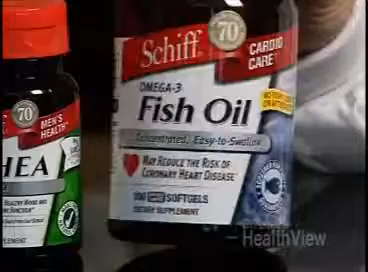 Schiff
70
CARDIO
CARE
OMEGA-3
Fish Oil
Concentrated, Easy-to-Swallow
MAY REDUCE THE RISK OF
CORONARY HEART DISEASE
100 SOFTGELS
DIETARY SUPPLEMENT
70
MEN'S
HEALTH
HEA
HealthView